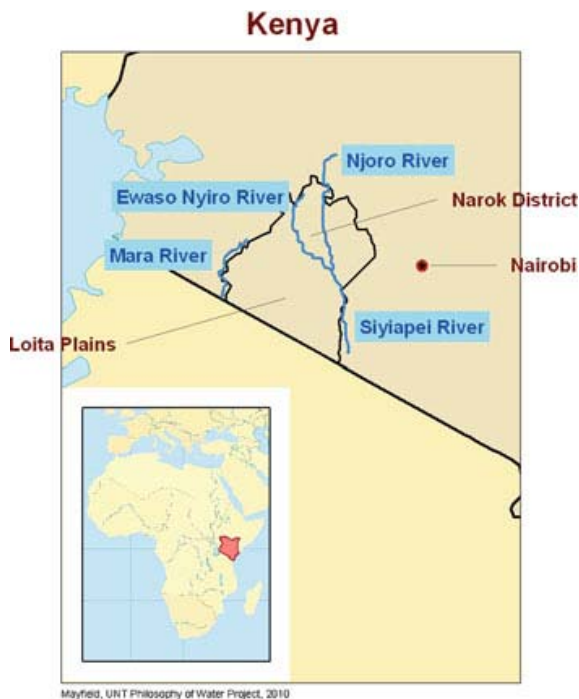 Kenya
Njoro River
Ewaso Nyiro River
Narok District
Mara River
Nairobi
Siyiapei River
Loita Plains
Mayfield, UNT Philosophy of Water Project, 2010